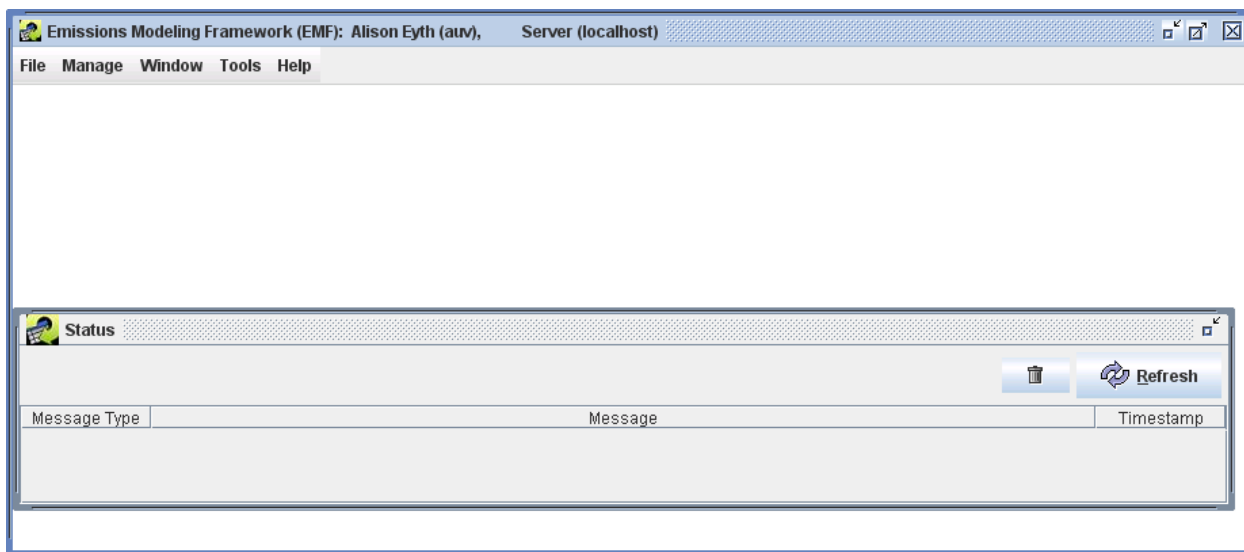 Emissions Modeling Framework (EMF): Alison Eyth (auv), Server (localhost)
File Manage Window Tools Help
Status
Refresh
Message Type Message Timestamp